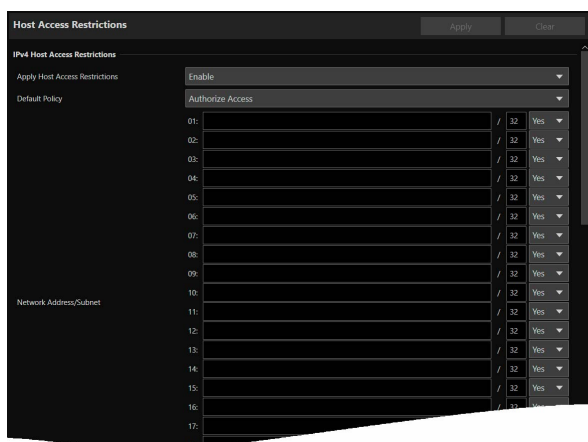 Host Access Restrictions Apply Clear
IPv4 Host Access Restrictions
Apply Host Access Restrictions Enable
Default Policy Authorize Access
01: / 32 Yes
02: / 32 Yes
03: / 32 Yes
04: / 32 Yes
05: / 32 Yes
06: / 32 Yes
07: / 32 Yes
08: / 32 Yes
09: / 32 Yes
10: / 32 Yes
Network Address/Subnet
11: / 32 Yes
12: / 32 Yes
13: / 32 Yes
14: / 32 Yes
15: / 32 Yes
16: / 32 Yes
17: